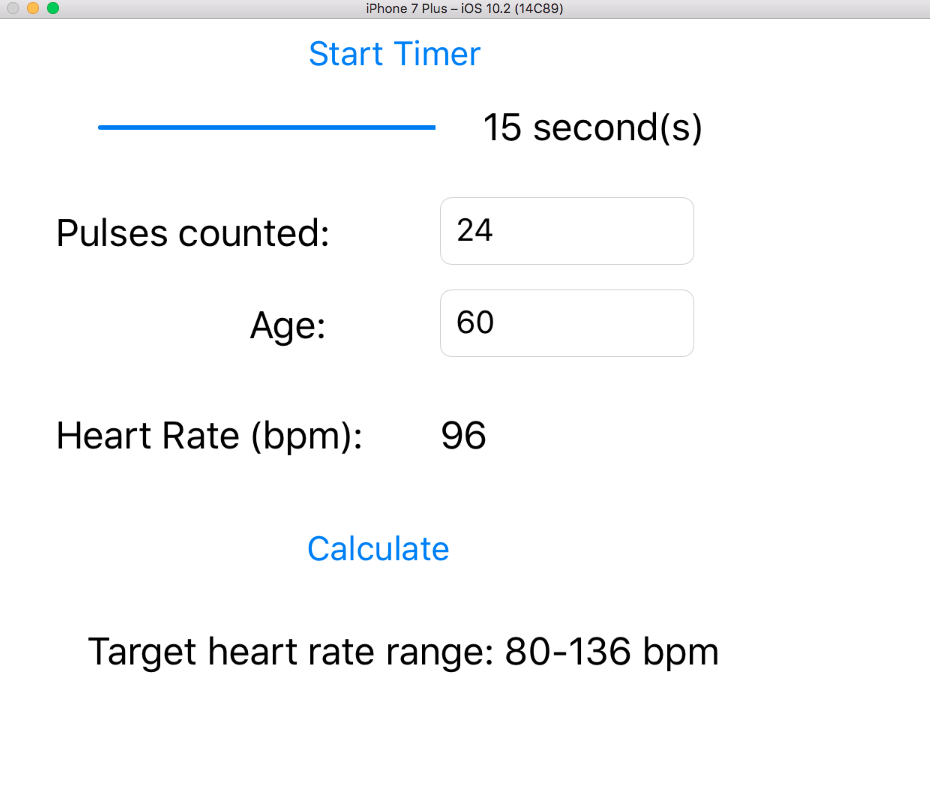 iPhone 7 Plus – iOS 10.2 (14C89)
Start Timer
15 second(s)
Pulses counted: 24
Age: 60
Heart Rate (bpm): 96
Calculate
Target heart rate range: 80-136 bpm